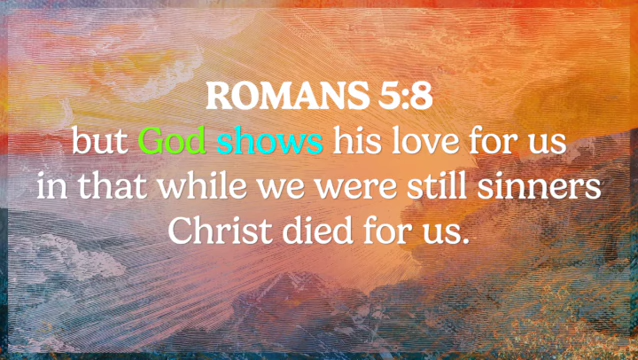 ROMANS 5:8
but God shows his love for us
in that while we were still sinners
Christ died for us.